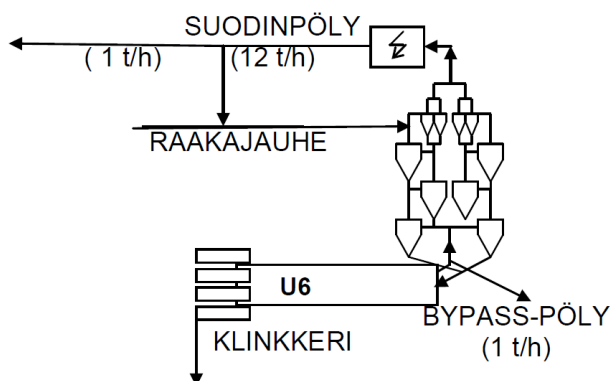 SUODINPÖLY
( 1 t/h)
(12 t/h)
RAAKAJAUHE
U6
BYPASS-PÖLY
(1 t/h)
KLINKKERI